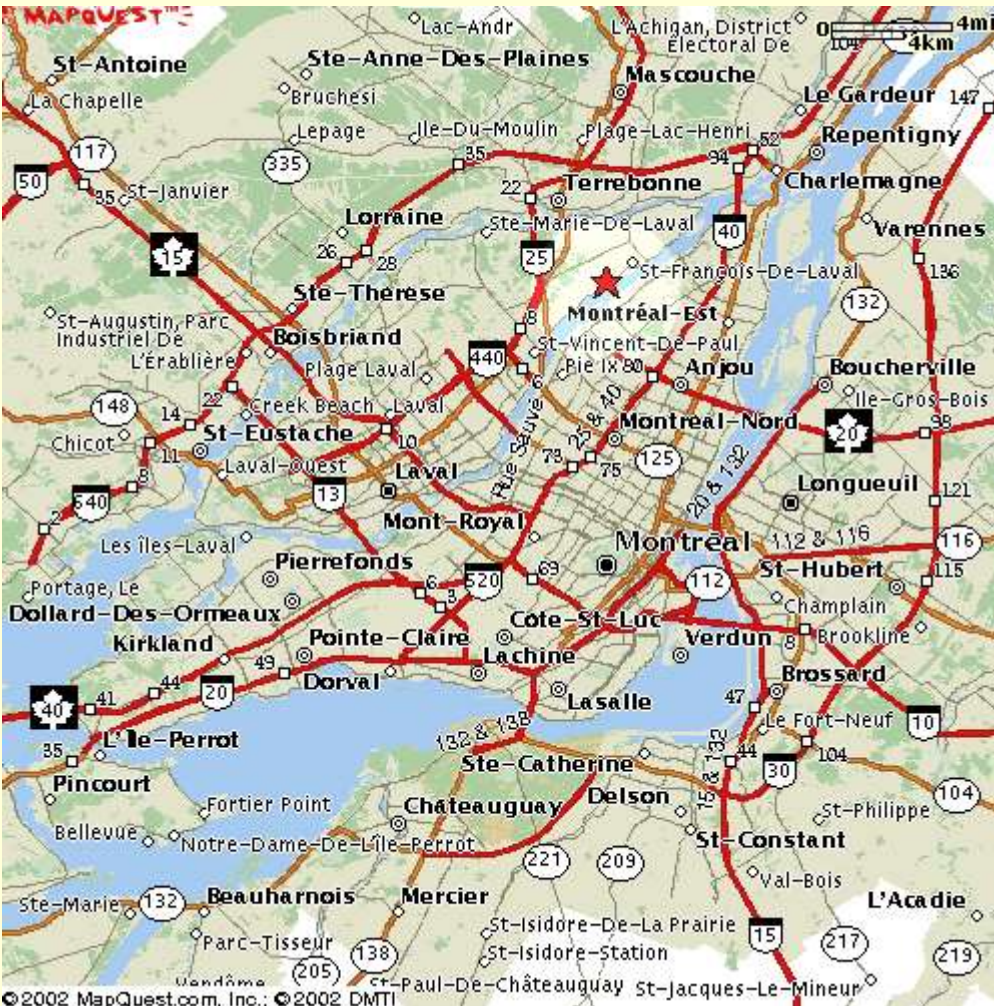 MAPQUEST
Lac-Andr
L'Achigan, District
Électoral De
104
0 4mi
4km
St-Antoine
Ste-Anne-Des-Plaines
Mascouche
La Chapelle
Bruchesi
Le Gardeur
147
117
Lepage
Ile-Du-Moulin
Plage-Lac-Henri
52
Repentigny
335
35
94
50
35
St-Janvier
22
Terrebonne
Charlemagne
Lorraine
Ste-Marie-De-Laval
40
Varennes
15
26
28
25
St-François-De-Laval
136
Ste-Therese
132
St-Augustin, Parc
Industriel De
L'Érablière
Boisbriand
8
Montréal-Est
St-Vincent-De-Paul
Plage Laval
440
6
Pie Ix
80
Anjou
Boucherville
22
Ile-Gros-Bois
148
14
Creek Beach
Laval
Rue Sauvé
25 & 40
Montreal-Nord
20
98
Chicot
11
St-Eustache
10
73
75
125
8
Laval-Ouest
Laval
20 & 132
Longueuil
121
640
13
2
Mont-Royal
Les îles-Laval
Montréal
112 & 116
116
Pierrefonds
69
St-Hubert
115
Portage, Le
6
520
112
Dollard-Des-Ormeaux
3
Champlain
Kirkland
Pointe-Claire
Côte-St-Luc
Verdun
8
Brookline
49
Lachine
44
20
Dorval
Brossard
40
41
Lasalle
47
10
35
L'Île-Perrot
132 & 138
Le Fort-Neuf
Pincourt
Ste-Catherine
44
104
15 & 132
30
Fortier Point
Châteauguay
Delson
104
Bellevue
St-Philippe
Notre-Dame-De-L'île-Perrot
St-Constant
221
209
Val-Bois
Ste-Marie
132
Beauharnois
Mercier
L'Acadie
St-Isidore-De-La Prairie
15
Parc-Tisseur
138
St-Isidore-Station
217
219
205
Vendôme
St-Paul-De-Châteauguay
St-Jacques-Le-Mineur
©2002 MapQuest.com, Inc.; ©2002 DMTI